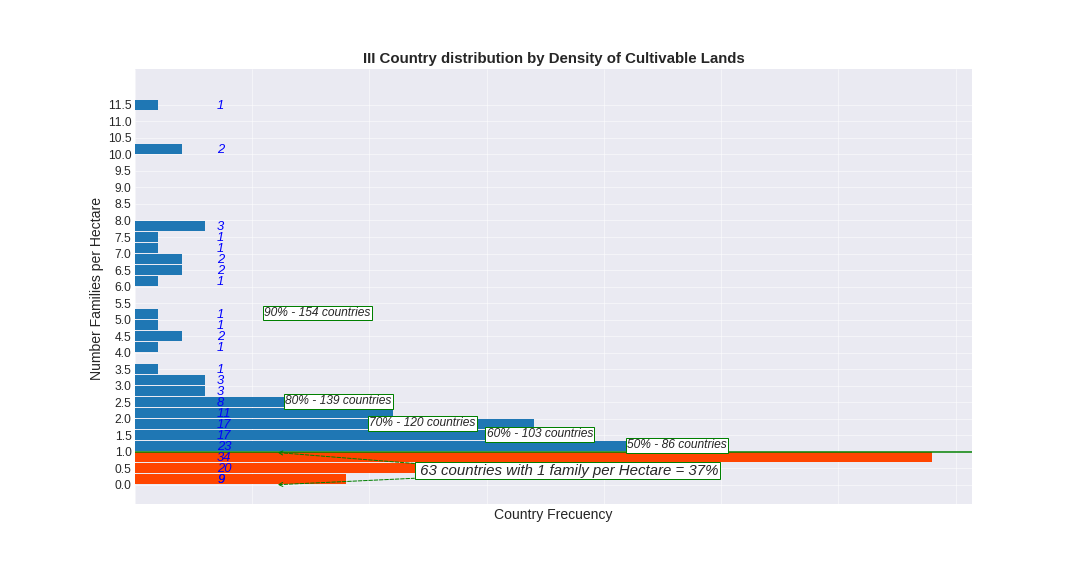 III Country distribution by Density of Cultivable Lands
11.5 1
11.0
10.5
10.0 2
9.5
9.0
8.5
8.0 3
7.5 1
1
7.0 2
6.5 2
6.0 1
5.5
5.0 1 90% - 154 countries
1
4.5 2
4.0 1
3.5 1
3.0 3
3
2.5 8 80% - 139 countries
11
2.0 17 70% - 120 countries
1.5 17 60% - 103 countries
1.0 23 50% - 86 countries
34
0.5 20 63 countries with 1 family per Hectare = 37%
0.0 9
Number Families per Hectare
Country Frecuency